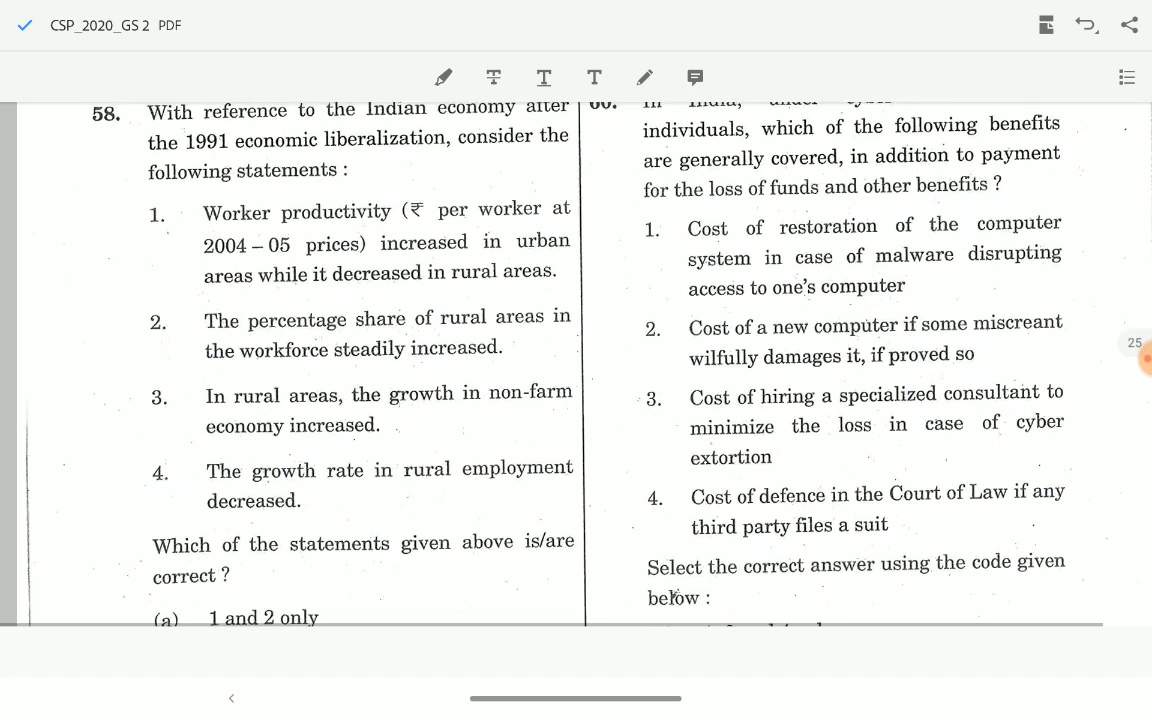 CSP_2020_GS 2 PDF
58. With reference to the Indian economy after
the 1991 economic liberalization, consider the
following statements :
1. Worker productivity (₹ per worker at
2004 – 05 prices) increased in urban
areas while it decreased in rural areas.
2. The percentage share of rural areas in
the workforce steadily increased.
3. In rural areas, the growth in non-farm
economy increased.
4. The growth rate in rural employment
decreased.
Which of the statements given above is/are
correct ?
(a) 1 and 2 only
60. In India, under
individuals, which of the following benefits
are generally covered, in addition to payment
for the loss of funds and other benefits ?
1. Cost of restoration of the computer
system in case of malware disrupting
access to one's computer
2. Cost of a new computer if some miscreant
wilfully damages it, if proved so
3. Cost of hiring a specialized consultant to
minimize the loss in case of cyber
extortion
4. Cost of defence in the Court of Law if any
third party files a suit
Select the correct answer using the code given
below :
25